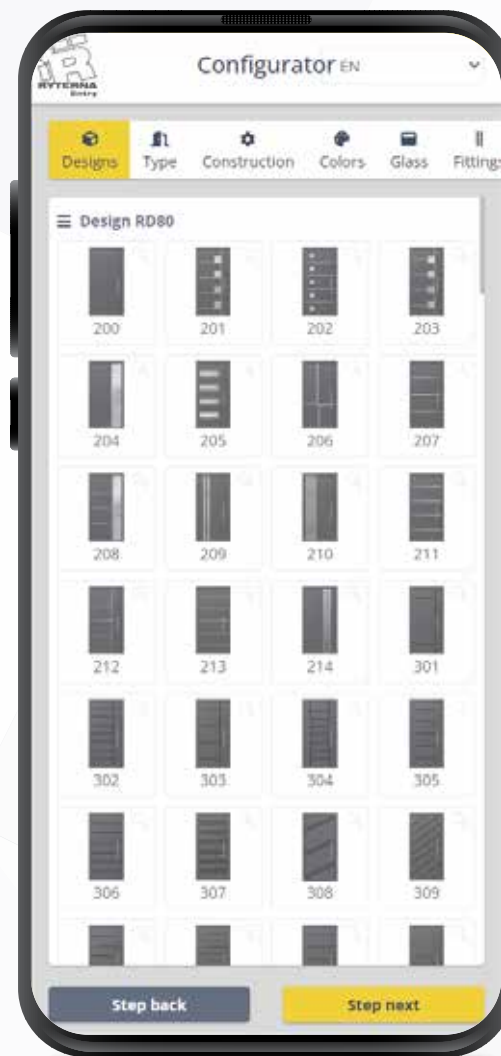 RYTERNA
Entry
Configurator EN
Designs Type Construction Colors Glass Fittings
Design RD80
200 201 202 203
204 205 206 207
208 209 210 211
212 213 214 301
302 303 304 305
306 307 308 309
Step back Step next